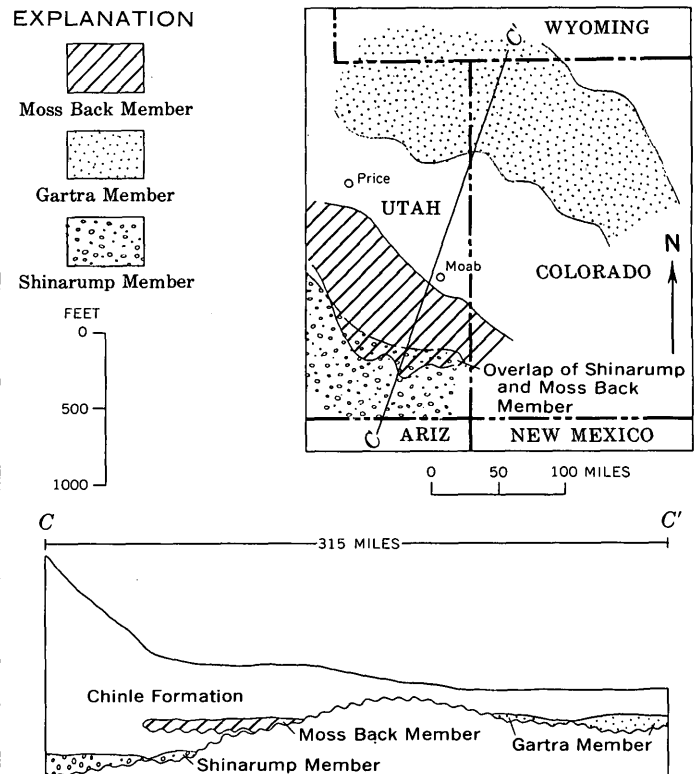 EXPLANATION
Moss Back Member
Gartra Member
Shinarump Member
FEET
0
500
1000
WYOMING
C'
Price
UTAH
Moab
COLORADO
N
Overlap of Shinarump
and Moss Back
Member
C
ARIZ
NEW MEXICO
0 50 100 MILES
C C'
315 MILES
Chinle Formation
Moss Back Member
Gartra Member
Shinarump Member